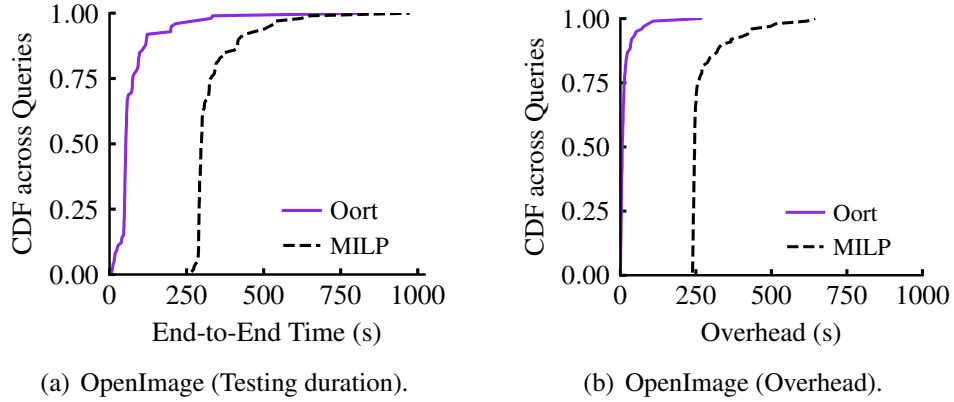 CDF across Queries
1.00
0.75
0.50
0.25
0.00
Oort
MILP
0 250 500 750 1000
End-to-End Time (s)
(a) OpenImage (Testing duration).
CDF across Queries
1.00
0.75
0.50
0.25
0.00
Oort
MILP
0 250 500 750 1000
Overhead (s)
(b) OpenImage (Overhead).